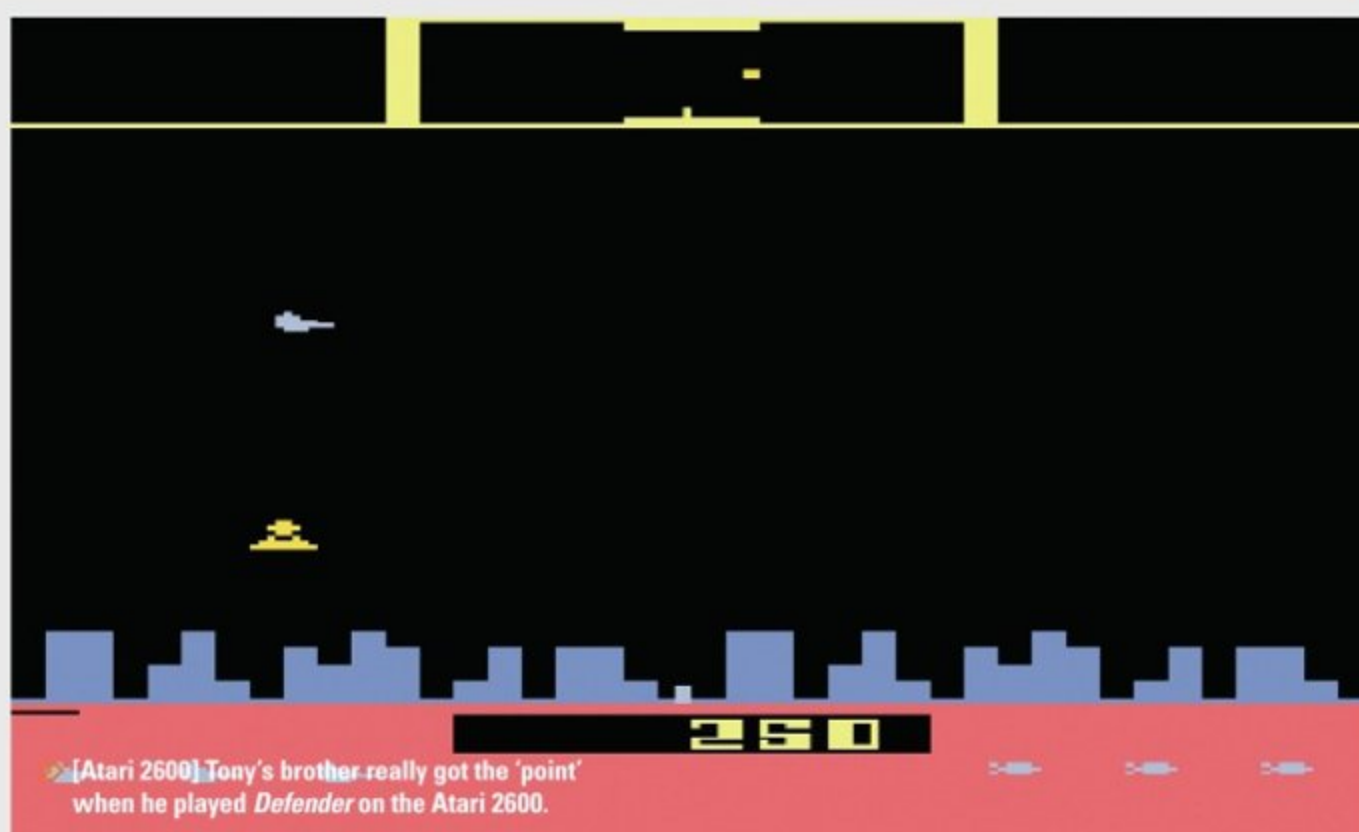 250
[Atari 2600] Tony's brother really got the 'point'
when he played Defender on the Atari 2600.